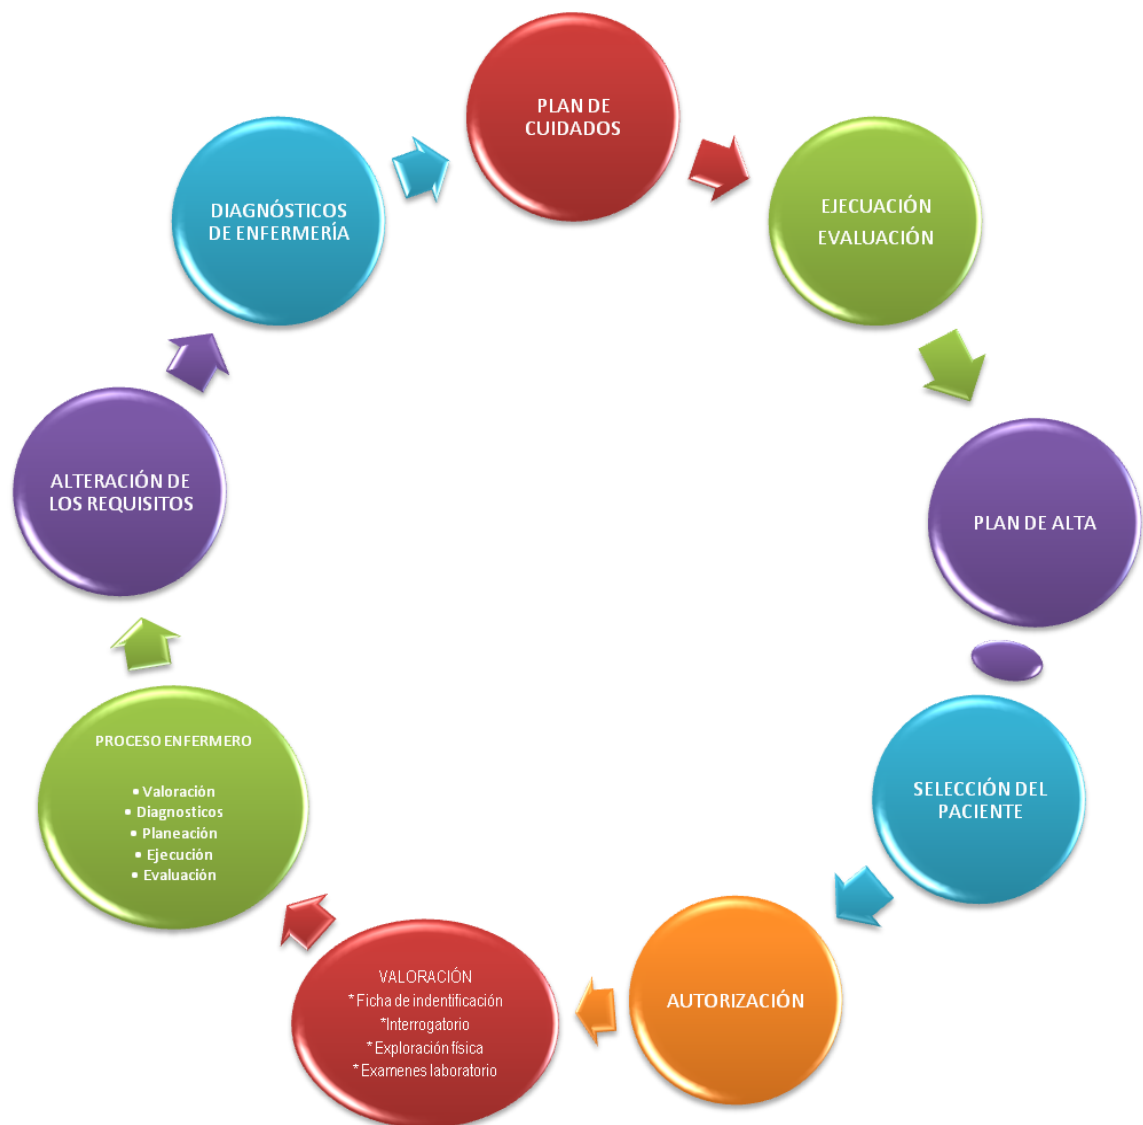 PLAN DE
CUIDADOS
EJECUACIÓN
EVALUACIÓN
PLAN DE ALTA
SELECCIÓN DEL
PACIENTE
AUTORIZACIÓN
VALORACIÓN
* Ficha de indentificación
*Interrogatorio
* Exploración física
* Examenes laboratorio
PROCESO ENFERMERO
• Valoración
• Diagnosticos
• Planeación
• Ejecución
• Evaluación
ALTERACIÓN DE
LOS REQUISITOS
DIAGNÓSTICOS
DE ENFERMERÍA